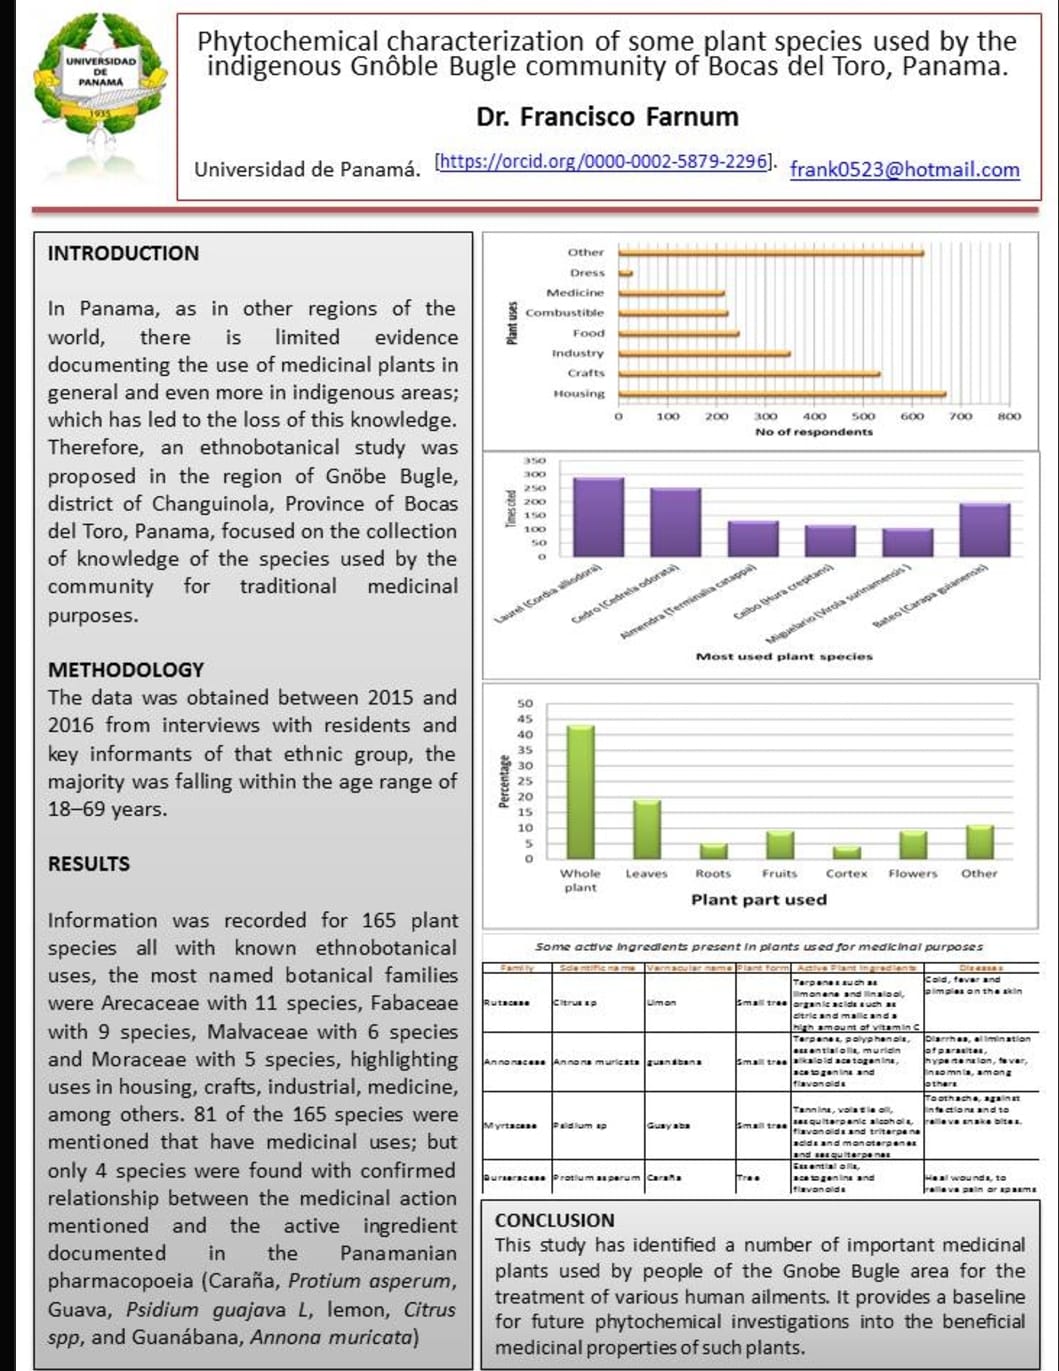 UNIVERSIDAD
DE
PANAMÁ
1935
Phytochemical characterization of some plant species used by the
indigenous Gnôble Bugle community of Bocas del Toro, Panama.
Dr. Francisco Farnum
Universidad de Panamá. [https://orcid.org/0000-0002-5879-2296]. frank0523@hotmail.com
INTRODUCTION
In Panama, as in other regions of the
world, there is limited evidence
documenting the use of medicinal plants in
general and even more in indigenous areas;
which has led to the loss of this knowledge.
Therefore, an ethnobotanical study was
proposed in the region of Gnöbe Bugle,
district of Changuinola, Province of Bocas
del Toro, Panama, focused on the collection
of knowledge of the species used by the
community for traditional medicinal
purposes.
METHODOLOGY
The data was obtained between 2015 and
2016 from interviews with residents and
key informants of that ethnic group, the
majority was falling within the age range of
18–69 years.
RESULTS
Information was recorded for 165 plant
species all with known ethnobotanical
uses, the most named botanical families
were Arecaceae with 11 species, Fabaceae
with 9 species, Malvaceae with 6 species
and Moraceae with 5 species, highlighting
uses in housing, crafts, industrial, medicine,
among others. 81 of the 165 species were
mentioned that have medicinal uses; but
only 4 species were found with confirmed
relationship between the medicinal action
mentioned and the active ingredient
documented in the Panamanian
pharmacopoeia (Caraña, Protium asperum,
Guava, Psidium guajava L, lemon, Citrus
spp, and Guanábana, Annona muricata)
Plant uses
Other
Dress
Medicine
Combustible
Food
Industry
Crafts
Housing
0 100 200 300 400 500 600 700 800
No of respondents
Times cited
350
300
250
200
150
100
50
0
Laurel (Cordia alliodora)
Cedro (Cedrela odorata)
Almendra (Terminalia catappa)
Ceibo (Hura crepitans)
Miguelario (Virola surinamensis )
Bateo (Carapa guianensis)
Most used plant species
Percentage
50
45
40
35
30
25
20
15
10
5
0
Whole Leaves Roots Fruits Cortex Flowers Other
plant
Plant part used
Some active ingredients present in plants used for medicinal purposes
Family Scientific name Vernacular name Plant form Active Plant Ingredients Diseases
Rutaceae Citrus sp Limon Small tree
Terpenes such as
limonene and linalool,
organic acids such as
citric and malic and a
high amount of vitamin C
Cold, fever and
pimples on the skin
Annonaceae Annona muricata guanábana Small tree
Terpenes, polyphenols,
essential oils, muricin
alkaloid acetogenins,
acetogenins and
flavonoids
Diarrhea, elimination
of parasites,
hypertension, fever,
insomnia, among
others
Myrtaceae Psidium sp Guayaba Small tree
Tannins, volatile oil,
sesquiterpenic alcohols,
flavonoids and triterpene
acids and monoterpenes
and sesquiterpenes
Toothache, against
infections and to
relieve snake bites.
Burseraceae Protium asperum Caraña Tree
Essential oils,
acetogenins and
flavonoids
Heal wounds, to
relieve pain or spasms
CONCLUSION
This study has identified a number of important medicinal
plants used by people of the Gnobe Bugle area for the
treatment of various human ailments. It provides a baseline
for future phytochemical investigations into the beneficial
medicinal properties of such plants.